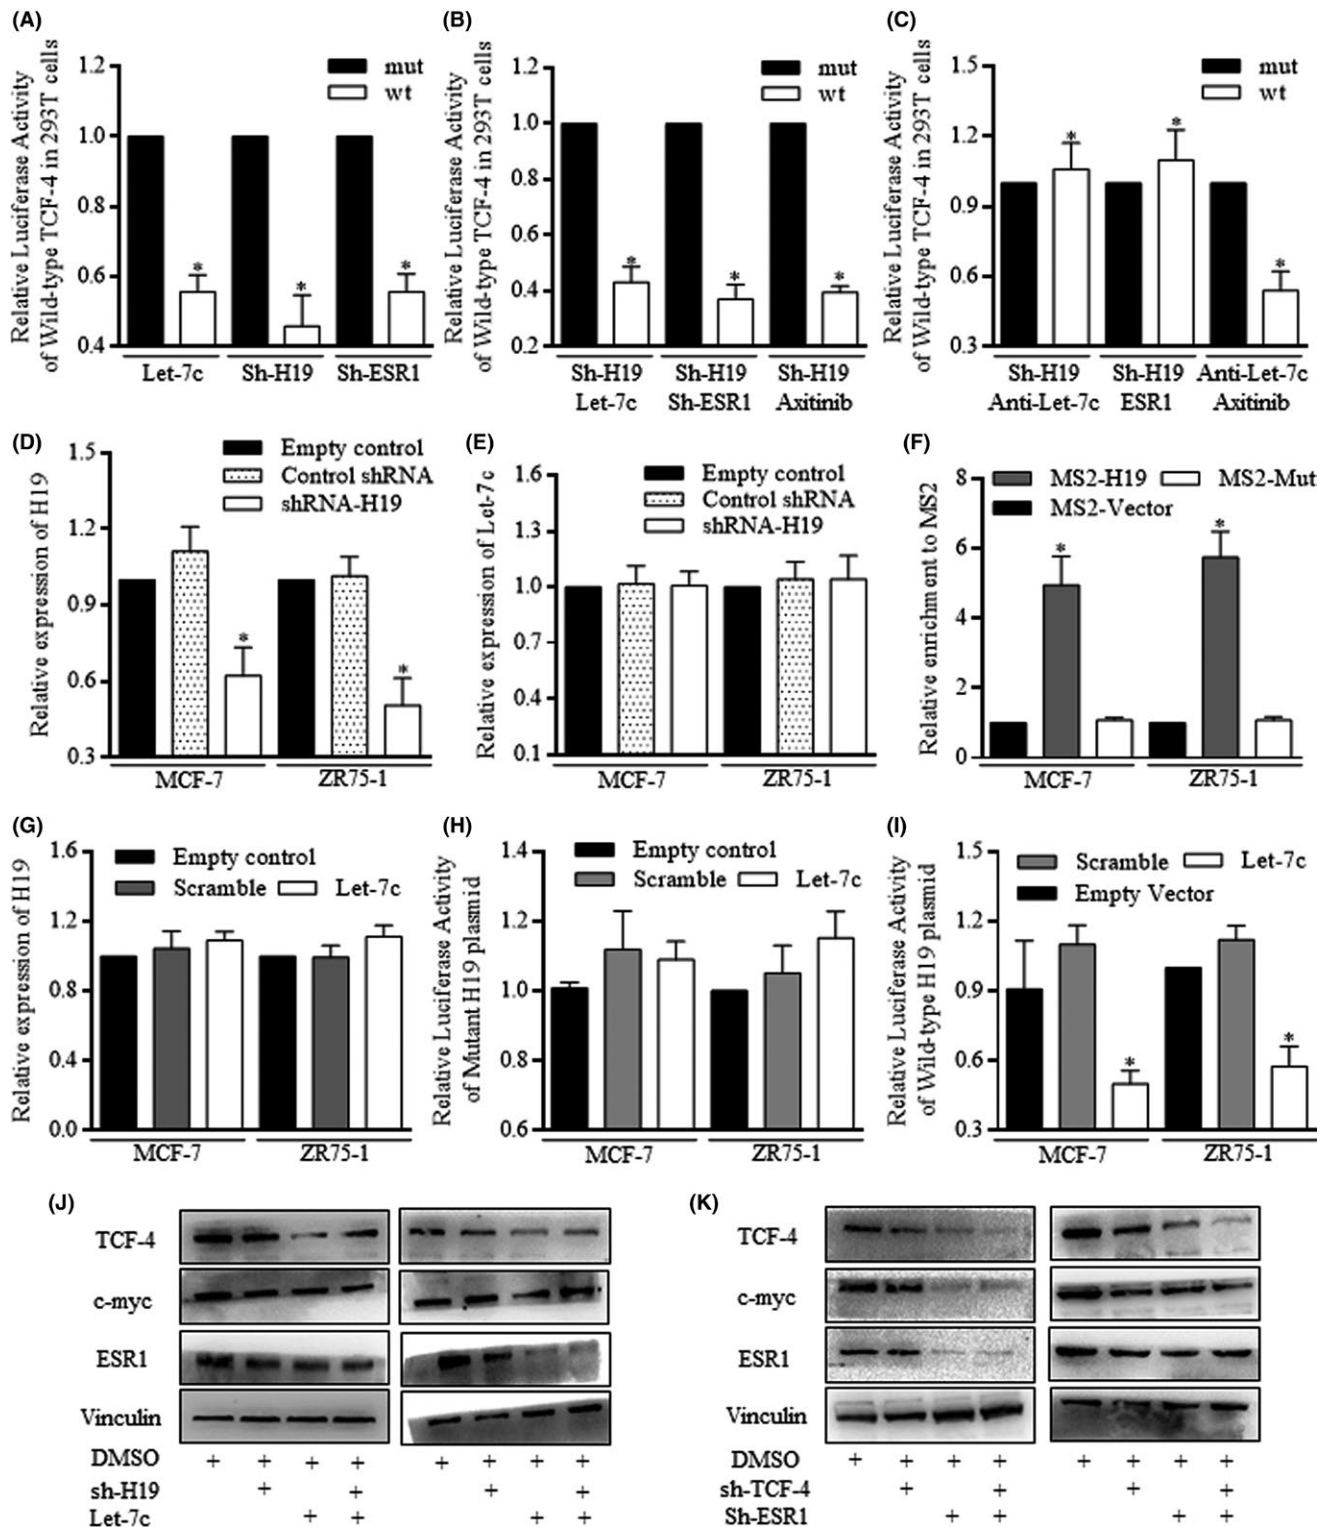 (A)
Relative Luciferase Activity
of Wild-type TCF-4 in 293T cells
1.2
1.0
0.8
0.6
0.4
mut
wt
* * *
Let-7c Sh-H19 Sh-ESR1
(B)
Relative Luciferase Activity
of Wild-type TCF-4 in 293T cells
1.2
1.0
0.8
0.6
0.4
0.2
mut
wt
* * *
Sh-H19 Sh-H19 Sh-H19
Let-7c Sh-ESR1 Axitinib
(C)
Relative Luciferase Activity
of Wild-type TCF-4 in 293T cells
1.5
1.2
0.9
0.6
0.3
mut
wt
* * *
Sh-H19 Sh-H19 Anti-Let-7c
Anti-Let-7c ESR1 Axitinib
(D)
Relative expression of H19
1.5
1.2
0.9
0.6
0.3
Empty control
Control shRNA
shRNA-H19
* *
MCF-7 ZR75-1
(E)
Relative expression of Let-7c
1.6
1.3
1.0
0.7
0.4
0.1
Empty control
Control shRNA
shRNA-H19
MCF-7 ZR75-1
(F)
Relative enrichment to MS2
8
6
4
2
0
MS2-H19 MS2-Mut
MS2-Vector
* *
MCF-7 ZR75-1
(G)
Relative expression of H19
1.6
1.2
0.8
0.4
0.0
Empty control
Scramble Let-7c
MCF-7 ZR75-1
(H)
Relative Luciferase Activity
of Mutant H19 plasmid
1.4
1.2
1.0
0.8
0.6
Empty control
Scramble Let-7c
MCF-7 ZR75-1
(I)
Relative Luciferase Activity
of Wild-type H19 plasmid
1.5
1.2
0.9
0.6
0.3
Scramble Let-7c
Empty Vector
* *
MCF-7 ZR75-1
(J)
TCF-4
c-myc
ESR1
Vinculin
DMSO + + + + + + + +
sh-H19 + + + +
Let-7c + + + +
(K)
TCF-4
c-myc
ESR1
Vinculin
DMSO + + + + + + + +
sh-TCF-4 + + + +
Sh-ESR1 + + + +